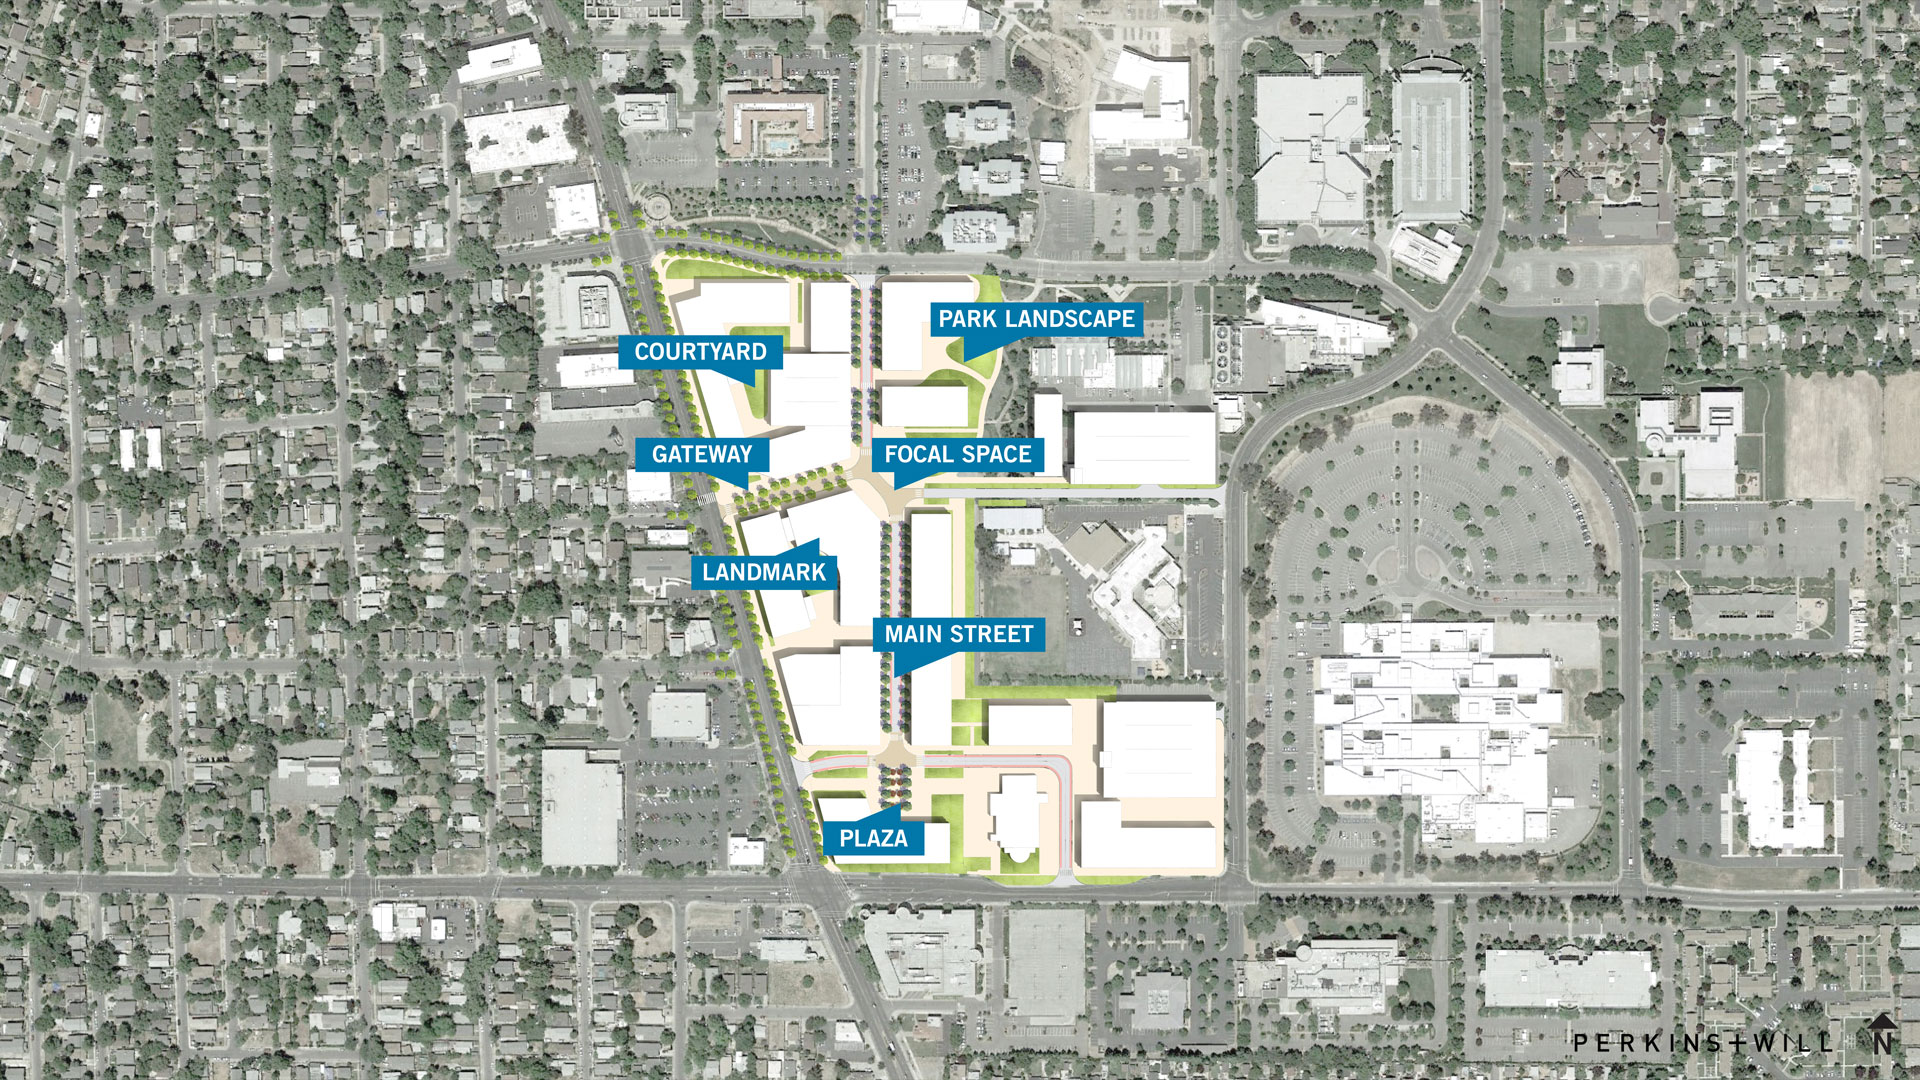 PARK LANDSCAPE
COURTYARD
GATEWAY
FOCAL SPACE
LANDMARK
MAIN STREET
PLAZA
PERKINS+WILL
N